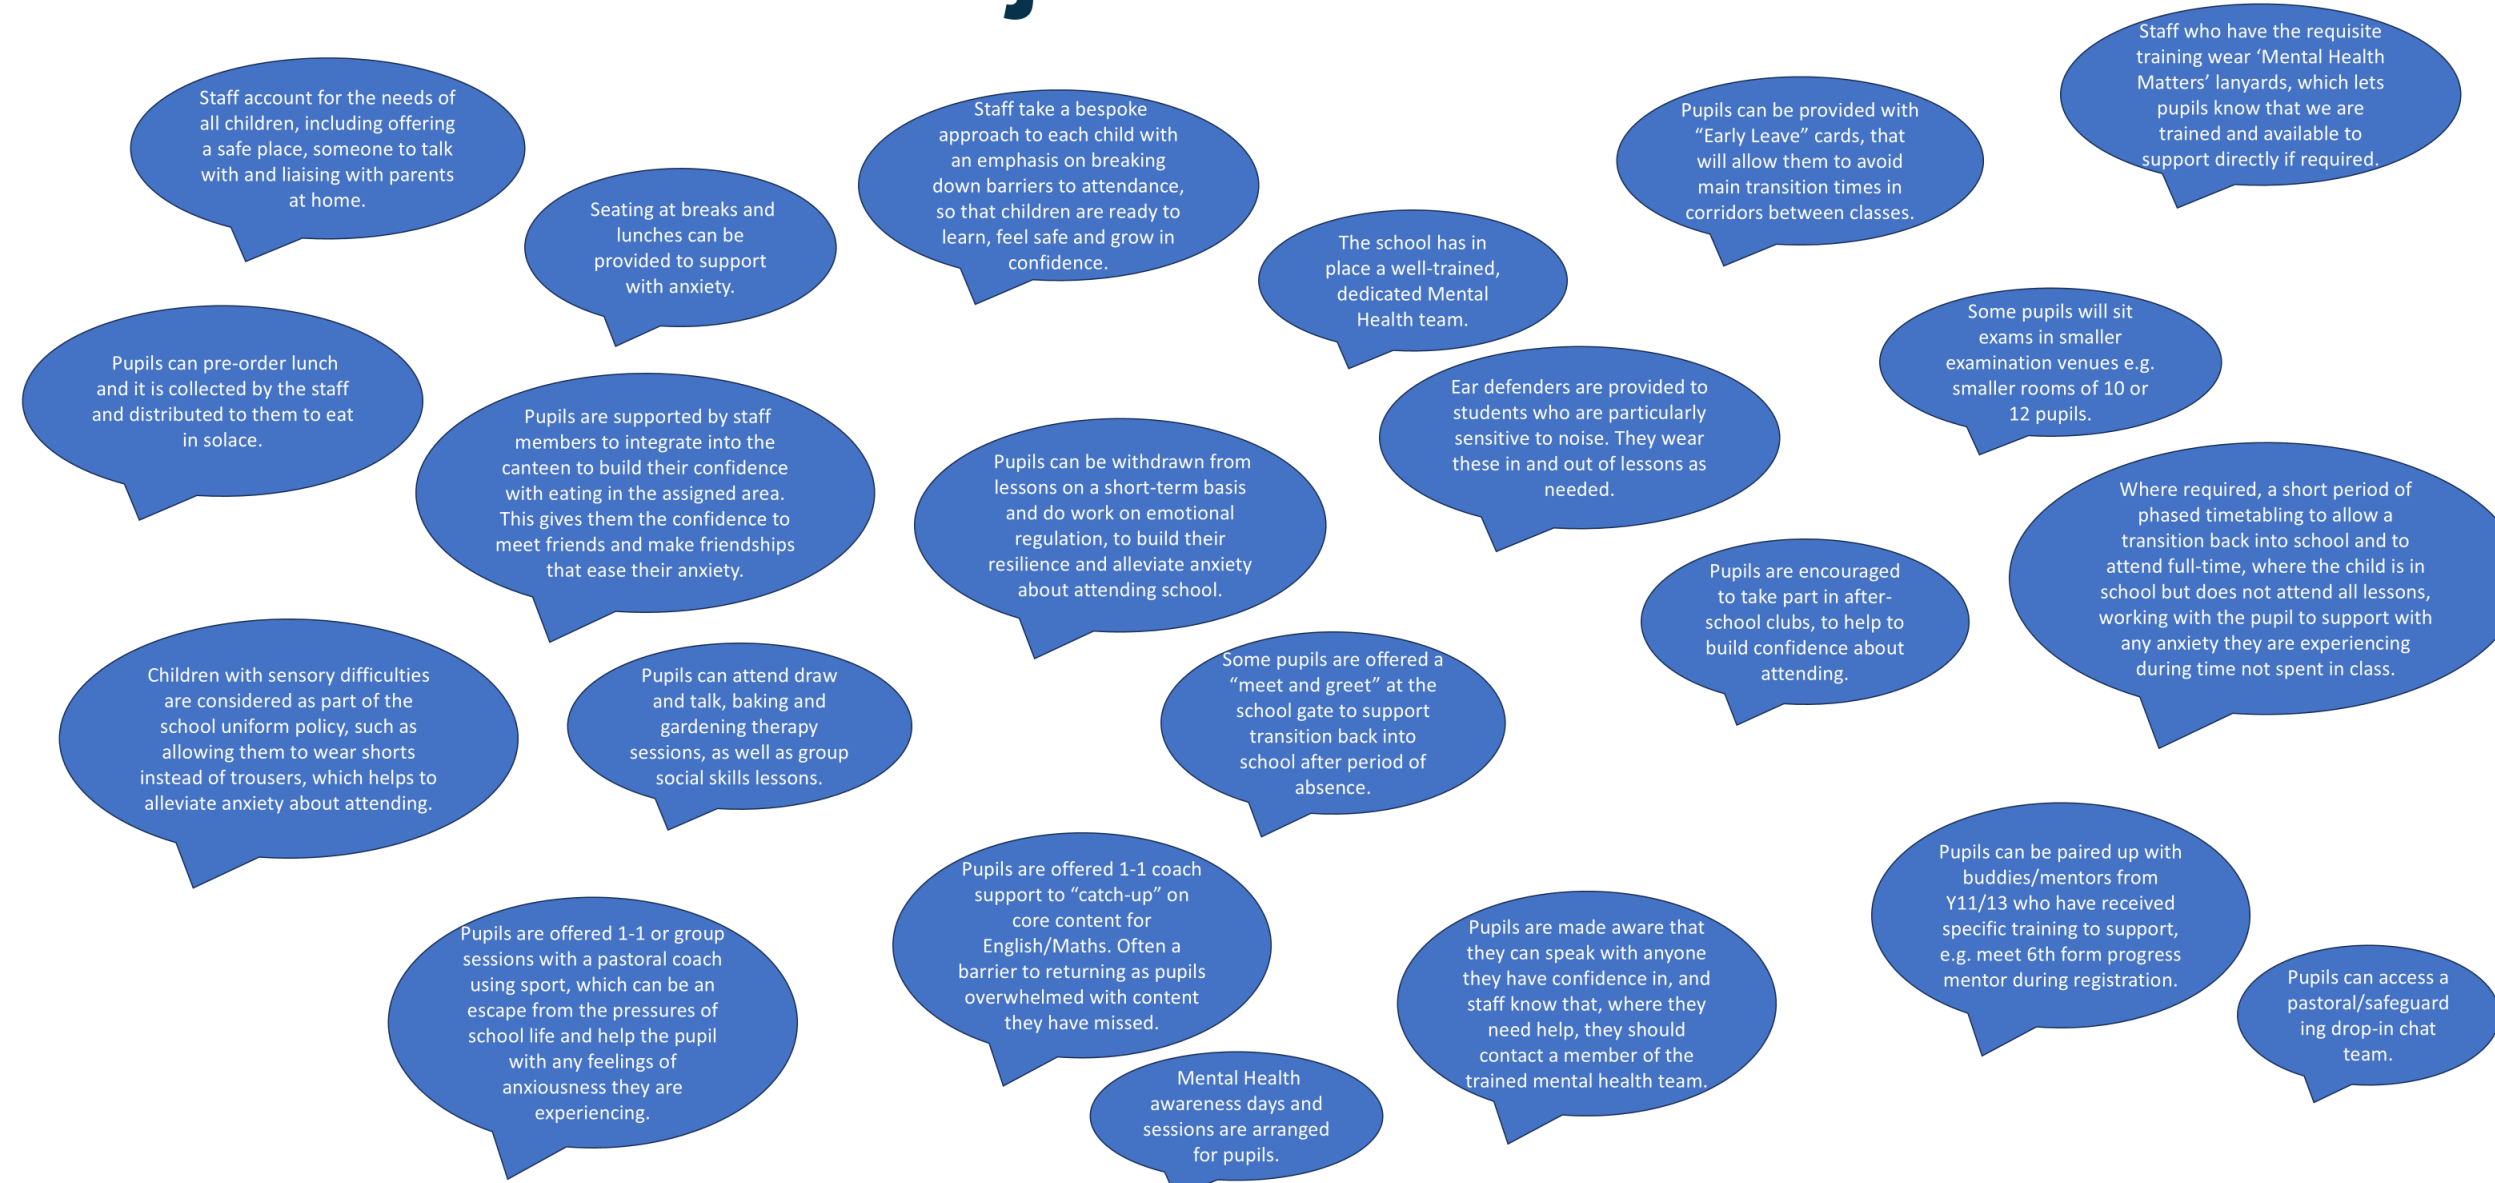 Staff account for the needs of
all children, including offering
a safe place, someone to talk
with and liaising with parents
at home.
Seating at breaks and
lunches can be
provided to support
with anxiety.
Staff take a bespoke
approach to each child with
an emphasis on breaking
down barriers to attendance,
so that children are ready to
learn, feel safe and grow in
confidence.
The school has in
place a well-trained,
dedicated Mental
Health team.
Pupils can be provided with
“Early Leave” cards, that
will allow them to avoid
main transition times in
corridors between classes.
Staff who have the requisite
training wear ‘Mental Health
Matters’ lanyards, which lets
pupils know that we are
trained and available to
support directly if required.
Pupils can pre-order lunch
and it is collected by the staff
and distributed to them to eat
in solace.
Pupils are supported by staff
members to integrate into the
canteen to build their confidence
with eating in the assigned area.
This gives them the confidence to
meet friends and make friendships
that ease their anxiety.
Pupils can be withdrawn from
lessons on a short-term basis
and do work on emotional
regulation, to build their
resilience and alleviate anxiety
about attending school.
Ear defenders are provided to
students who are particularly
sensitive to noise. They wear
these in and out of lessons as
needed.
Some pupils will sit
exams in smaller
examination venues e.g.
smaller rooms of 10 or
12 pupils.
Where required, a short period of
phased timetabling to allow a
transition back into school and to
attend full-time, where the child is in
school but does not attend all lessons,
working with the pupil to support with
any anxiety they are experiencing
during time not spent in class.
Children with sensory difficulties
are considered as part of the
school uniform policy, such as
allowing them to wear shorts
instead of trousers, which helps to
alleviate anxiety about attending.
Pupils can attend draw
and talk, baking and
gardening therapy
sessions, as well as group
social skills lessons.
Some pupils are offered a
“meet and greet” at the
school gate to support
transition back into
school after period of
absence.
Pupils are encouraged
to take part in after-
school clubs, to help to
build confidence about
attending.
Pupils are offered 1-1 or group
sessions with a pastoral coach
using sport, which can be an
escape from the pressures of
school life and help the pupil
with any feelings of
anxiousness they are
experiencing.
Pupils are offered 1-1 coach
support to “catch-up” on
core content for
English/Maths. Often a
barrier to returning as pupils
overwhelmed with content
they have missed.
Mental Health
awareness days and
sessions are arranged
for pupils.
Pupils are made aware that
they can speak with anyone
they have confidence in, and
staff know that, where they
need help, they should
contact a member of the
trained mental health team.
Pupils can be paired up with
buddies/mentors from
Y11/13 who have received
specific training to support,
e.g. meet 6th form progress
mentor during registration.
Pupils can access a
pastoral/safeguard
ing drop-in chat
team.